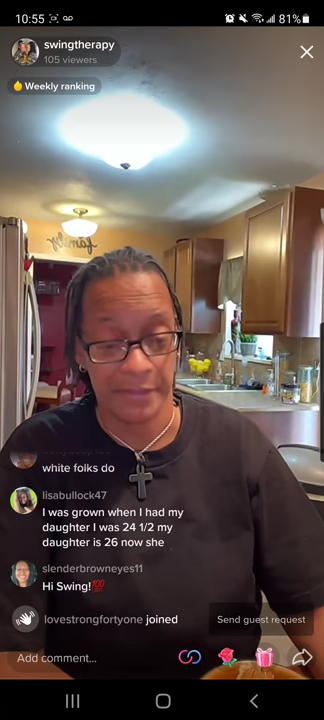 10:55
81%
swingtherapy
105 viewers
Weekly ranking
family
white folks do
lisabullock47
I was grown when I had my
daughter I was 24 1/2 my
daughter is 26 now she
slenderbrowneyes11
Hi Swing!💯
lovestrongfortyone joined
Send guest request
Add comment...